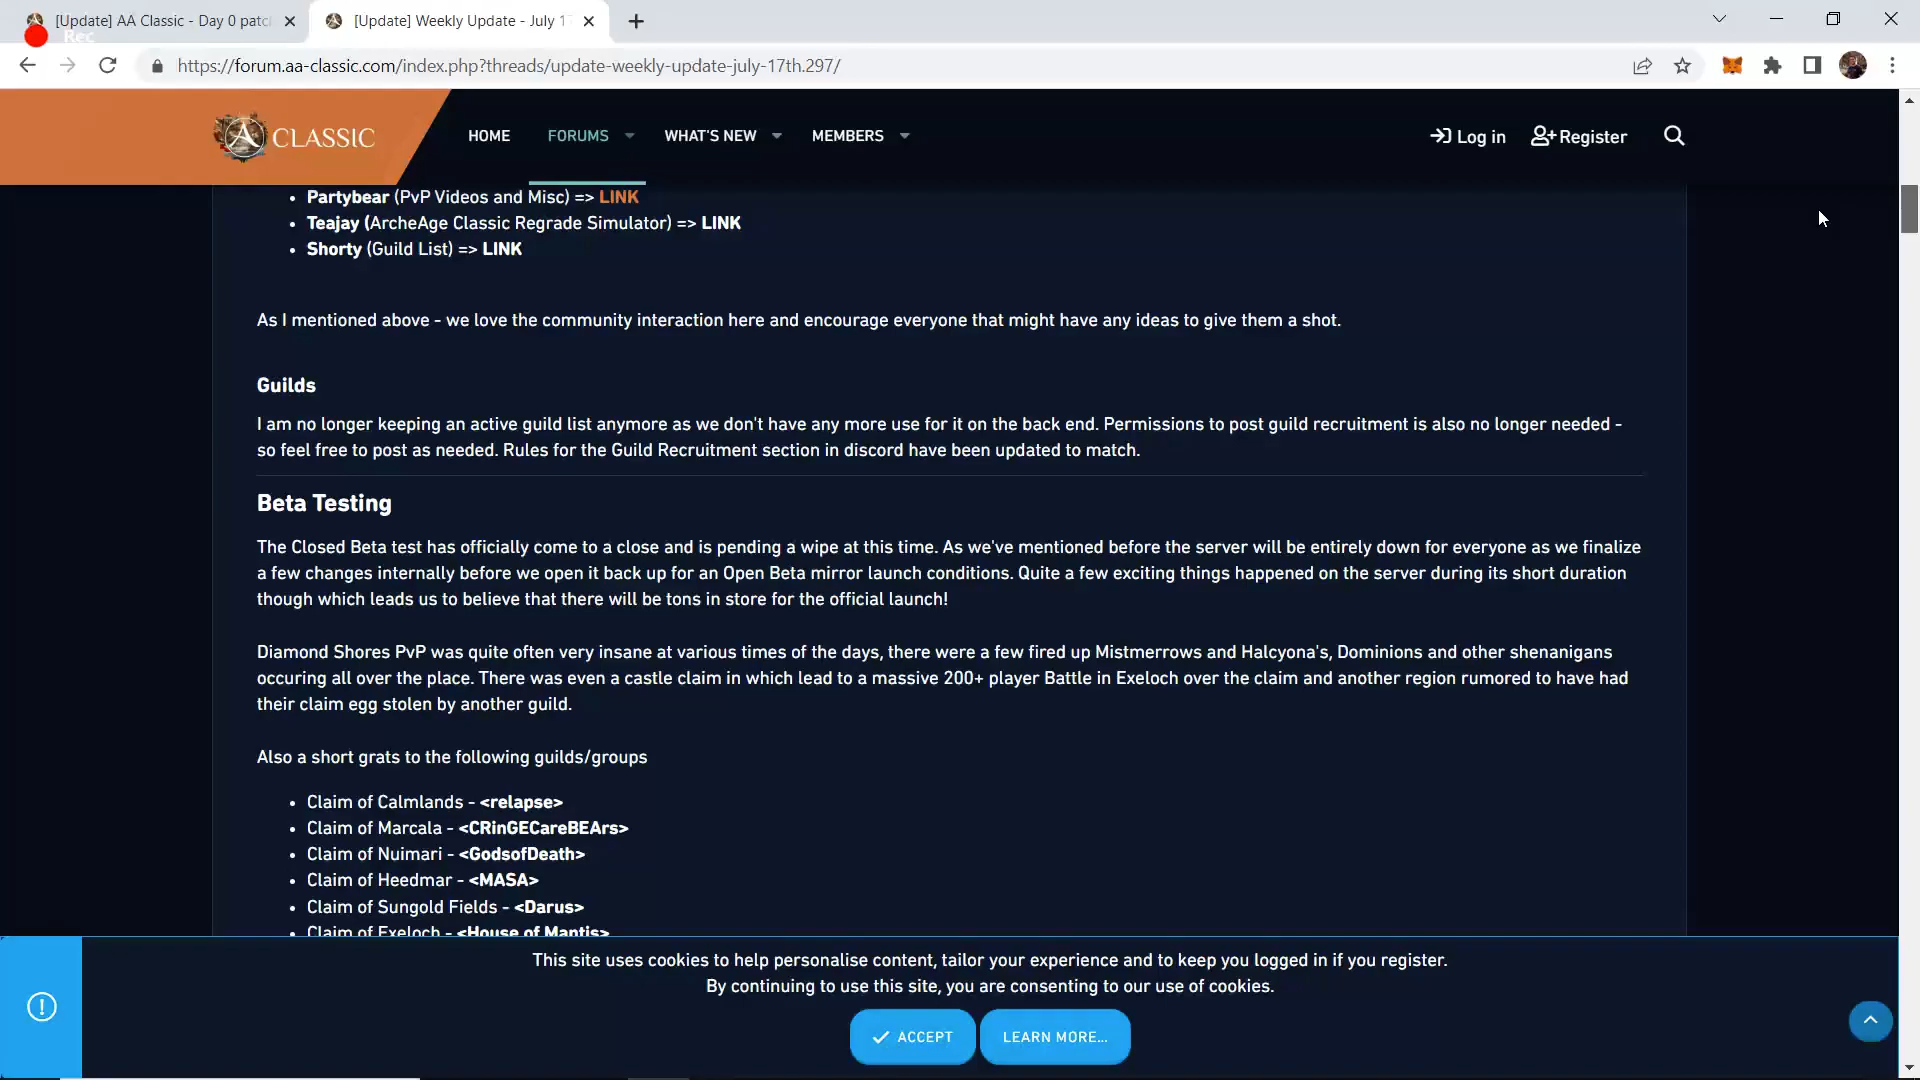 [Update] AA Classic - Day 0 patc
[Update] Weekly Update - July 1
Rec
https://forum.aa-classic.com/index.php?threads/update-weekly-update-july-17th.297/
CLASSIC
HOME
FORUMS
WHAT'S NEW
MEMBERS
Log in
Register
• Partybear (PvP Videos and Misc) => LINK
• Teajay (ArcheAge Classic Regrade Simulator) => LINK
• Shorty (Guild List) => LINK
As I mentioned above - we love the community interaction here and encourage everyone that might have any ideas to give them a shot.
Guilds
I am no longer keeping an active guild list anymore as we don't have any more use for it on the back end. Permissions to post guild recruitment is also no longer needed -
so feel free to post as needed. Rules for the Guild Recruitment section in discord have been updated to match.
Beta Testing
The Closed Beta test has officially come to a close and is pending a wipe at this time. As we've mentioned before the server will be entirely down for everyone as we finalize
a few changes internally before we open it back up for an Open Beta mirror launch conditions. Quite a few exciting things happened on the server during its short duration
though which leads us to believe that there will be tons in store for the official launch!
Diamond Shores PvP was quite often very insane at various times of the days, there were a few fired up Mistmerrows and Halcyona's, Dominions and other shenanigans
occuring all over the place. There was even a castle claim in which lead to a massive 200+ player Battle in Exeloch over the claim and another region rumored to have had
their claim egg stolen by another guild.
Also a short grats to the following guilds/groups
• Claim of Calmlands - <relapse>
• Claim of Marcala - <CRinGECareBEArs>
• Claim of Nuimari - <GodsofDeath>
• Claim of Heedmar - <MASA>
• Claim of Sungold Fields - <Darus>
• Claim of Exeloch - <House of Mantis>
This site uses cookies to help personalise content, tailor your experience and to keep you logged in if you register.
By continuing to use this site, you are consenting to our use of cookies.
ACCEPT
LEARN MORE...